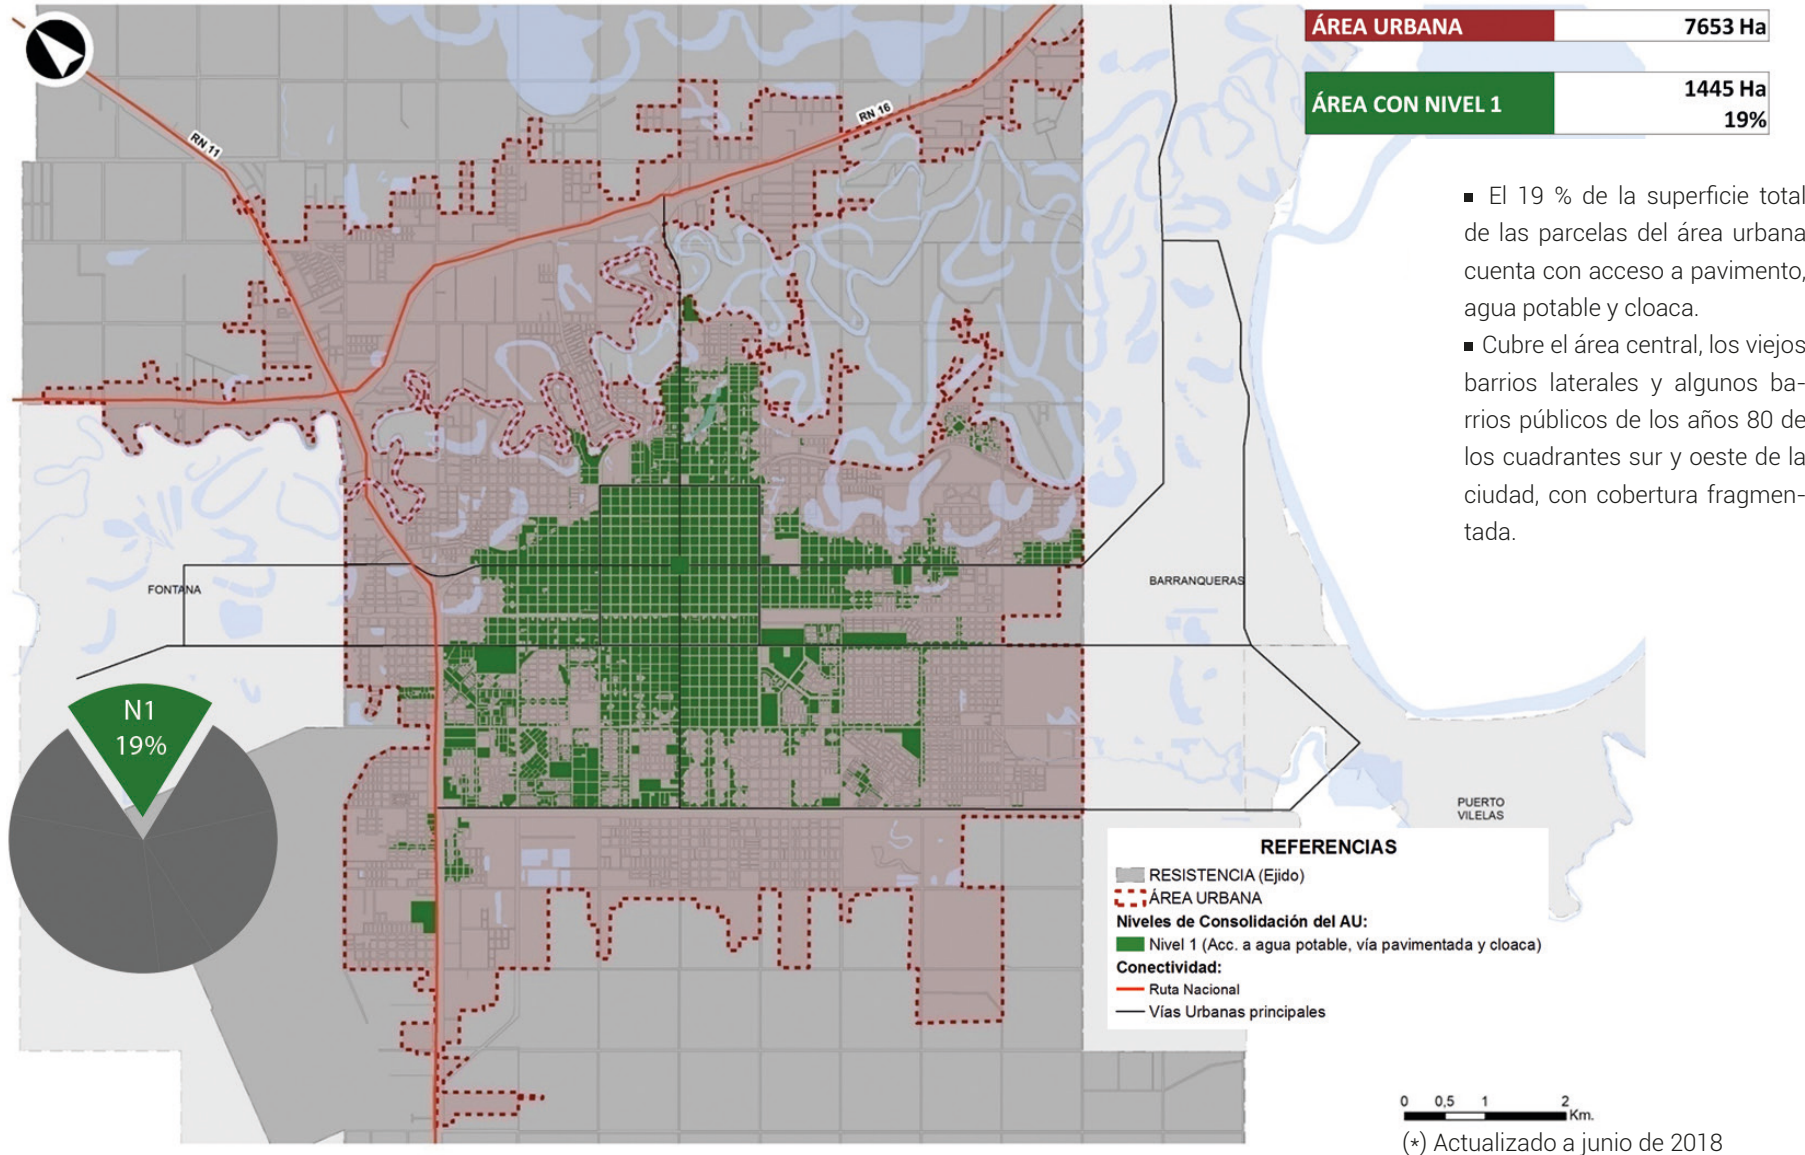 ÁREA URBANA 7653 Ha
ÁREA CON NIVEL 1 1445 Ha
19%
RN 11
RN 16
▪ El 19 % de la superficie total
de las parcelas del área urbana
cuenta con acceso a pavimento,
agua potable y cloaca.
▪ Cubre el área central, los viejos
barrios laterales y algunos ba-
rrios públicos de los años 80 de
los cuadrantes sur y oeste de la
ciudad, con cobertura fragmen-
tada.
FONTANA
BARRANQUERAS
N1
19%
PUERTO
VILELAS
REFERENCIAS
RESISTENCIA (Ejido)
ÁREA URBANA
Niveles de Consolidación del AU:
Nivel 1 (Acc. a agua potable, vía pavimentada y cloaca)
Conectividad:
Ruta Nacional
Vías Urbanas principales
0 0,5 1 2
Km.
(*) Actualizado a junio de 2018